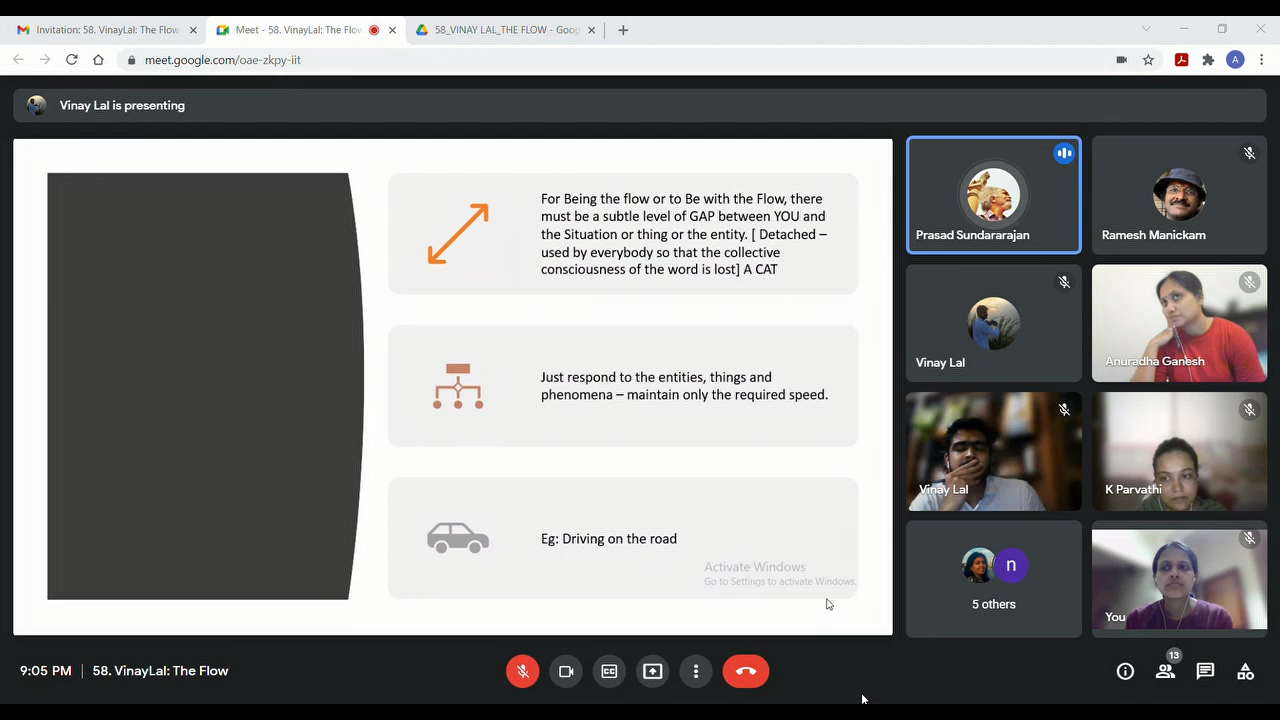 Invitation: 58. VinayLal: The Flow
Meet - 58. VinayLal: The Flo
58_VINAY LAL_THE FLOW - Goog
meet.google.com/oae-zkpy-iit
A
Vinay Lal is presenting
For Being the flow or to Be with the Flow, there
must be a subtle level of GAP between YOU and
the Situation or thing or the entity. [ Detached –
used by everybody so that the collective
consciousness of the word is lost] A CAT
Just respond to the entities, things and
phenomena – maintain only the required speed.
Eg: Driving on the road
Activate Windows
Go to Settings to activate Windows.
Prasad Sundararajan
Ramesh Manickam
Vinay Lal
Anuradha Ganesh
Vinay Lal
K Parvathi
n
5 others
You
9:05 PM | 58. VinayLal: The Flow
CC
13